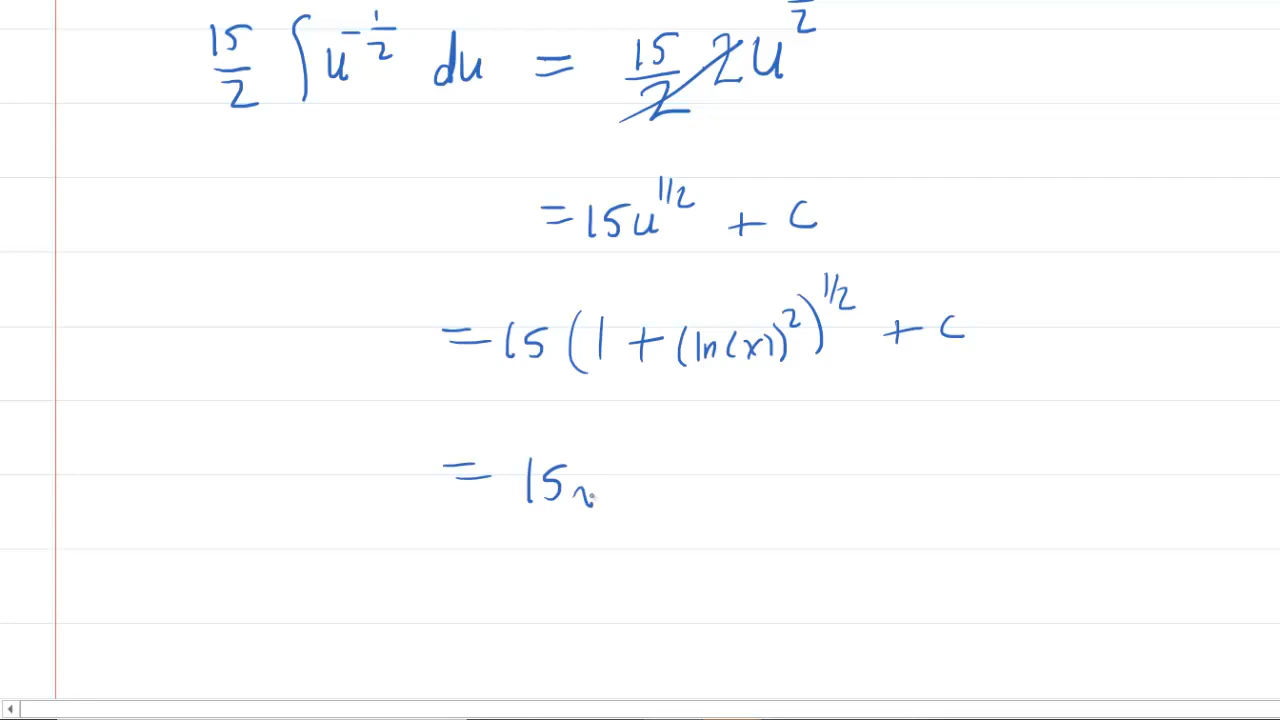 15/2 ∫ u^(-1/2) du = 15/2 2u^(1/2)
= 15u^(1/2) + C
= 15 (1 + (ln(x))^2)^(1/2) + C
= 15